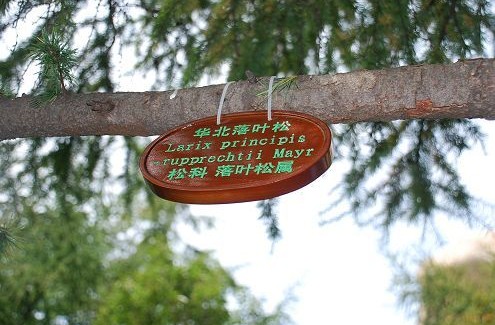 华北落叶松
Larix principis
rupprechtii Mayr
松科 落叶松属